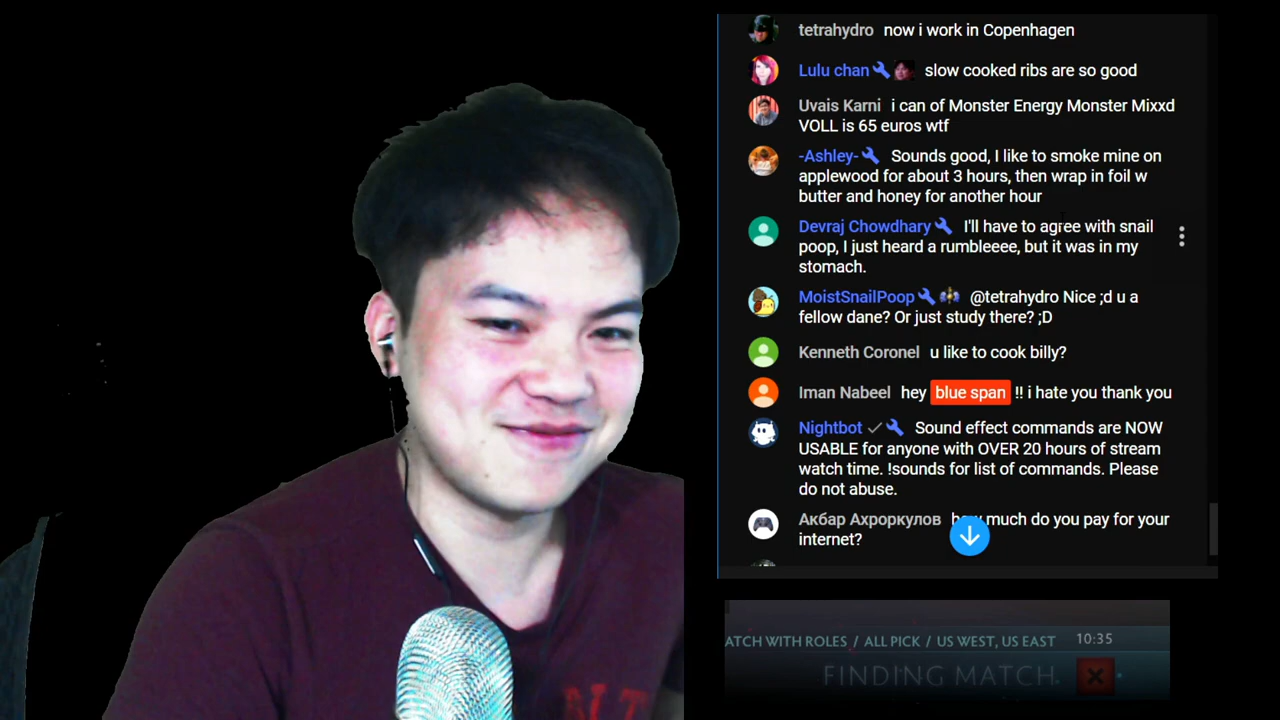 tetrahydro now i work in Copenhagen
Lulu chan slow cooked ribs are so good
Uvais Karni i can of Monster Energy Monster Mixxd
VOLL is 65 euros wtf
-Ashley- Sounds good, I like to smoke mine on
applewood for about 3 hours, then wrap in foil w
butter and honey for another hour
Devraj Chowdhary I'll have to agree with snail
poop, I just heard a rumbleeee, but it was in my
stomach.
MoistSnailPoop @tetrahydro Nice ;d u a
fellow dane? Or just study there? ;D
Kenneth Coronel u like to cook billy?
Iman Nabeel hey blue span !! i hate you thank you
Nightbot Sound effect commands are NOW
USABLE for anyone with OVER 20 hours of stream
watch time. !sounds for list of commands. Please
do not abuse.
Акбар Ахроркулов how much do you pay for your
internet?
ATCH WITH ROLES / ALL PICK / US WEST, US EAST 10:35
FINDING MATCH